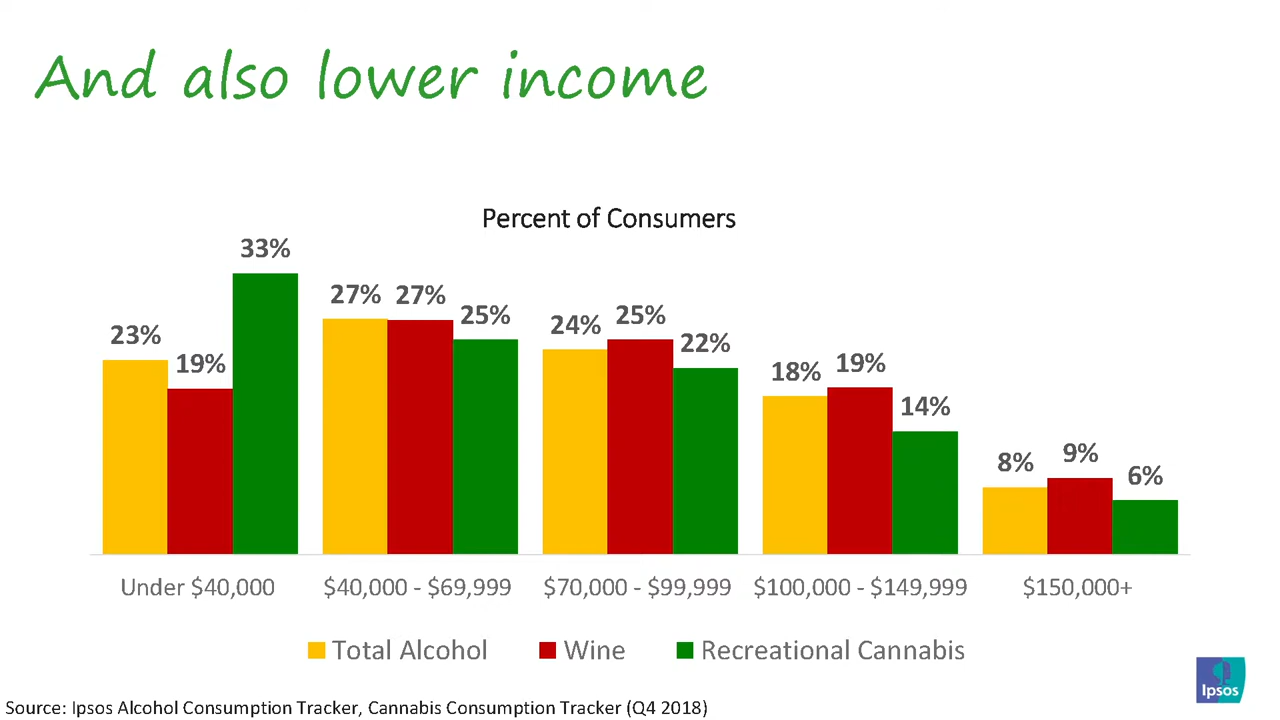 And also lower income
Percent of Consumers
33%
27% 27%
25%
25%
24%
23%
22%
19%
19%
18%
14%
9%
8%
6%
Under $40,000
$40,000 - $69,999
$70,000 - $99,999
$100,000 - $149,999
$150,000+
Total Alcohol
Wine
Recreational Cannabis
Ipsos
Source: Ipsos Alcohol Consumption Tracker, Cannabis Consumption Tracker (Q4 2018)